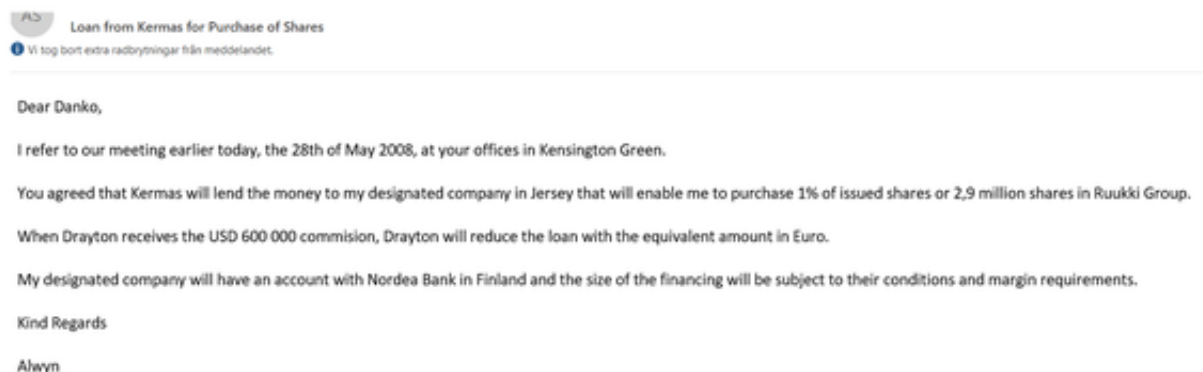 AS
Loan from Kermas for Purchase of Shares
Vi tog bort extra radbrytningar från meddelandet.
Dear Danko,
I refer to our meeting earlier today, the 28th of May 2008, at your offices in Kensington Green.
You agreed that Kermas will lend the money to my designated company in Jersey that will enable me to purchase 1% of issued shares or 2,9 million shares in Ruukki Group.
When Drayton receives the USD 600 000 commision, Drayton will reduce the loan with the equivalent amount in Euro.
My designated company will have an account with Nordea Bank in Finland and the size of the financing will be subject to their conditions and margin requirements.
Kind Regards
Alwyn